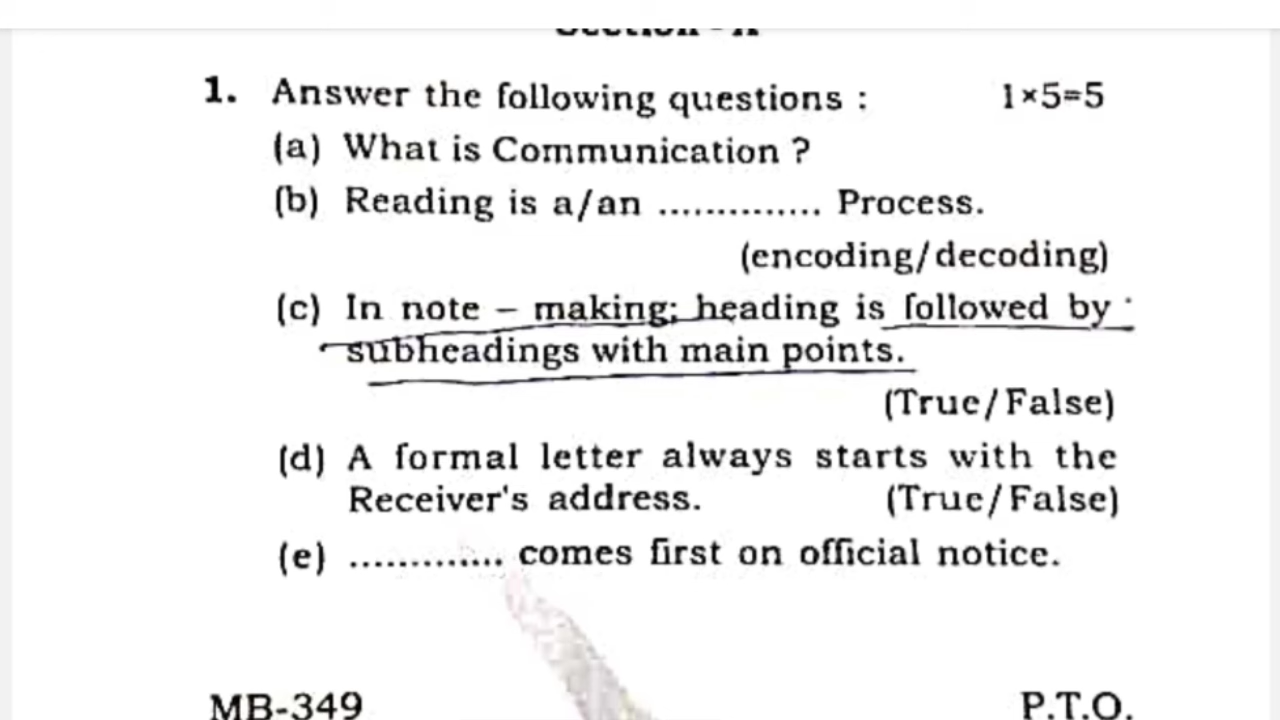 Section - A
1. Answer the following questions : 1×5=5
(a) What is Communication ?
(b) Reading is a/an .............. Process.
(encoding/decoding)
(c) In note – making; heading is followed by
subheadings with main points.
(True/False)
(d) A formal letter always starts with the
Receiver's address. (True/False)
(e) ............. comes first on official notice.
MB-349 P.T.O.